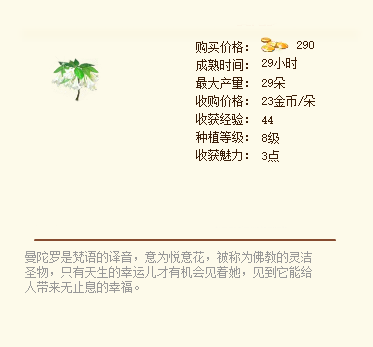 购买价格： 290
成熟时间： 29小时
最大产量： 29朵
收购价格： 23金币/朵
收获经验： 44
种植等级： 8级
收获魅力： 3点
曼陀罗是梵语的译音，意为悦意花，被称为佛教的灵洁
圣物，只有天生的幸运儿才有机会见着她，见到它能给
人带来无止息的幸福。